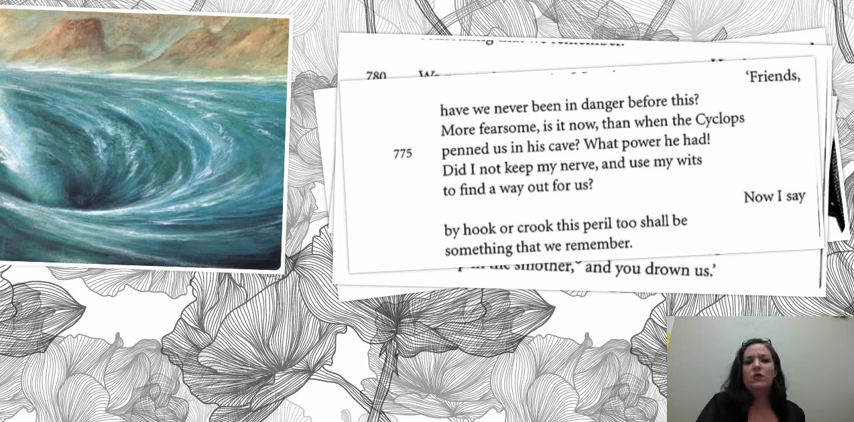 780
'Friends,
have we never been in danger before this?
More fearsome, is it now, than when the Cyclops
775 penned us in his cave? What power he had!
Did I not keep my nerve, and use my wits
to find a way out for us?
Now I say
by hook or crook this peril too shall be
something that we remember.
smother," and you drown us.'